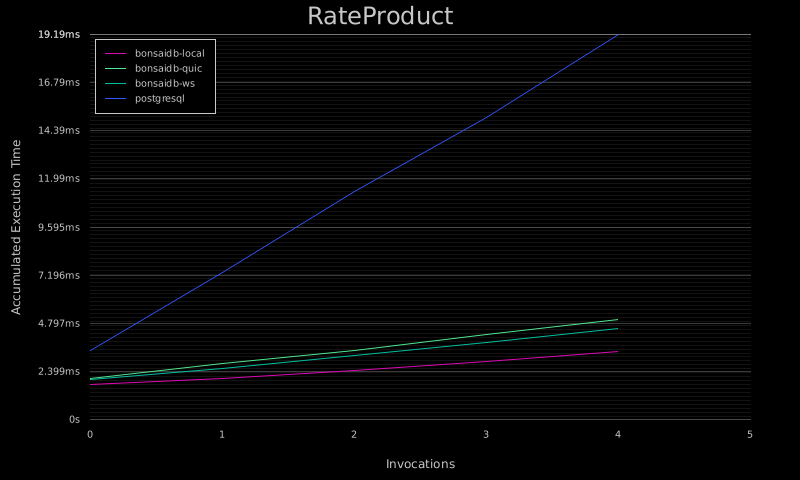 RateProduct
19.19ms
16.79ms
14.39ms
11.99ms
9.595ms
7.196ms
4.797ms
2.399ms
0s
Accumulated Execution Time
bonsaidb-local
bonsaidb-quic
bonsaidb-ws
postgresql
0 1 2 3 4 5
Invocations